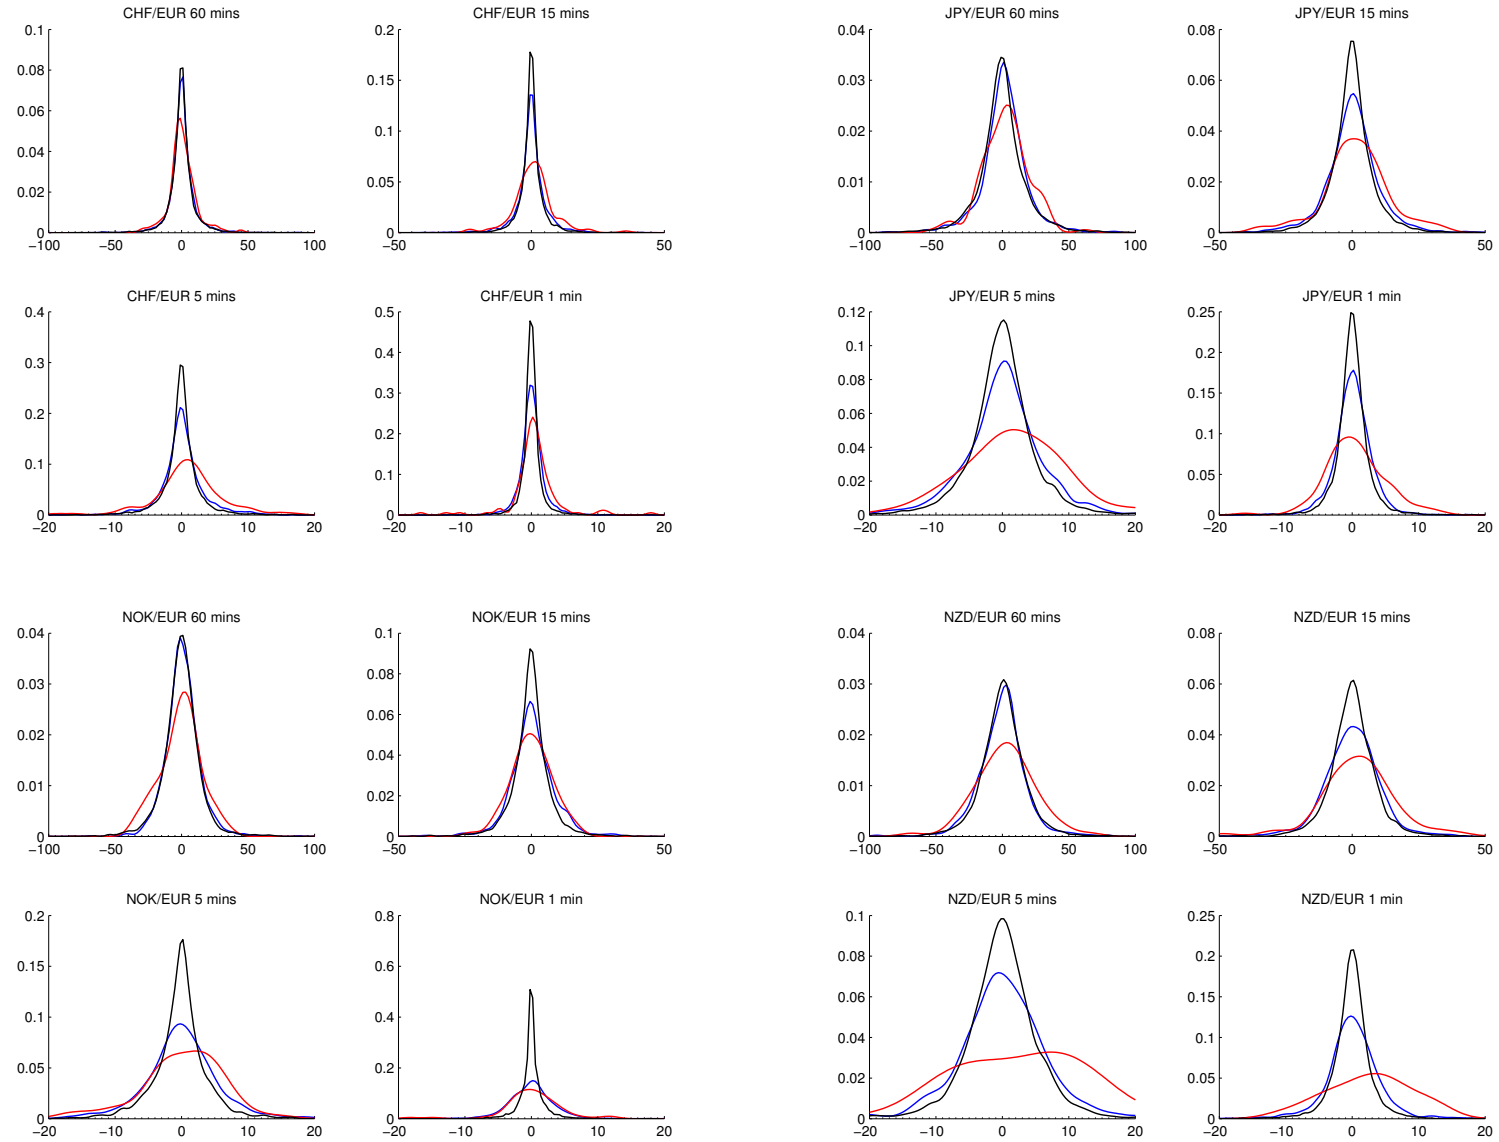 CHF/EUR 60 mins
0.1
0.08
0.06
0.04
0.02
0
−100 −50 0 50 100
CHF/EUR 15 mins
0.2
0.15
0.1
0.05
0
−50 0 50
JPY/EUR 60 mins
0.04
0.03
0.02
0.01
0
−100 −50 0 50 100
JPY/EUR 15 mins
0.08
0.06
0.04
0.02
0
−50 0 50
CHF/EUR 5 mins
0.4
0.3
0.2
0.1
0
−20 −10 0 10 20
CHF/EUR 1 min
0.5
0.4
0.3
0.2
0.1
0
−20 −10 0 10 20
JPY/EUR 5 mins
0.12
0.1
0.08
0.06
0.04
0.02
0
−20 −10 0 10 20
JPY/EUR 1 min
0.25
0.2
0.15
0.1
0.05
0
−20 −10 0 10 20
NOK/EUR 60 mins
0.04
0.03
0.02
0.01
0
−100 −50 0 50 100
NOK/EUR 15 mins
0.1
0.08
0.06
0.04
0.02
0
−50 0 50
NZD/EUR 60 mins
0.04
0.03
0.02
0.01
0
−100 −50 0 50 100
NZD/EUR 15 mins
0.08
0.06
0.04
0.02
0
−50 0 50
NOK/EUR 5 mins
0.2
0.15
0.1
0.05
0
−20 −10 0 10 20
NOK/EUR 1 min
0.8
0.6
0.4
0.2
0
−20 −10 0 10 20
NZD/EUR 5 mins
0.1
0.08
0.06
0.04
0.02
0
−20 −10 0 10 20
NZD/EUR 1 min
0.25
0.2
0.15
0.1
0.05
0
−20 −10 0 10 20